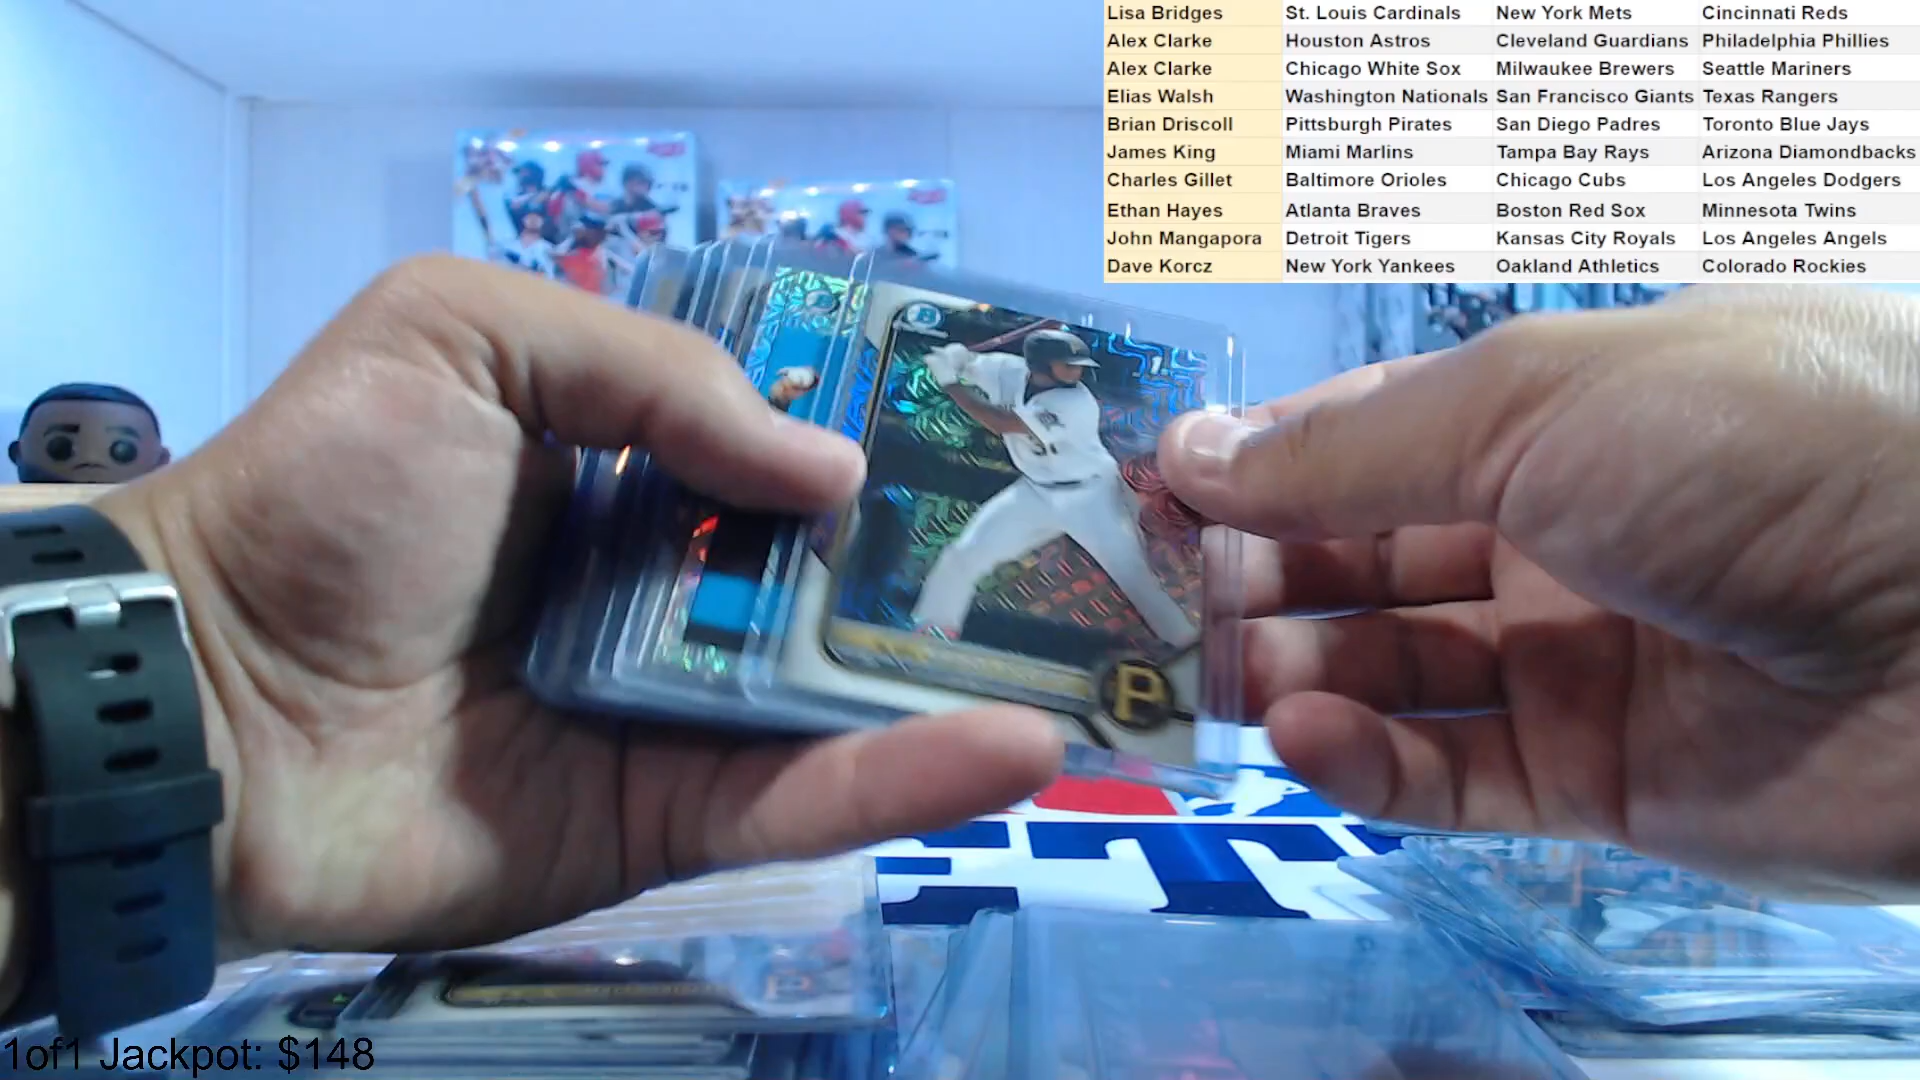 Lisa Bridges St. Louis Cardinals New York Mets Cincinnati Reds
Alex Clarke Houston Astros Cleveland Guardians Philadelphia Phillies
Alex Clarke Chicago White Sox Milwaukee Brewers Seattle Mariners
Elias Walsh Washington Nationals San Francisco Giants Texas Rangers
Brian Driscoll Pittsburgh Pirates San Diego Padres Toronto Blue Jays
James King Miami Marlins Tampa Bay Rays Arizona Diamondbacks
Charles Gillet Baltimore Orioles Chicago Cubs Los Angeles Dodgers
Ethan Hayes Atlanta Braves Boston Red Sox Minnesota Twins
John Mangapora Detroit Tigers Kansas City Royals Los Angeles Angels
Dave Korcz New York Yankees Oakland Athletics Colorado Rockies
B
P
ET
1of1 Jackpot: $148